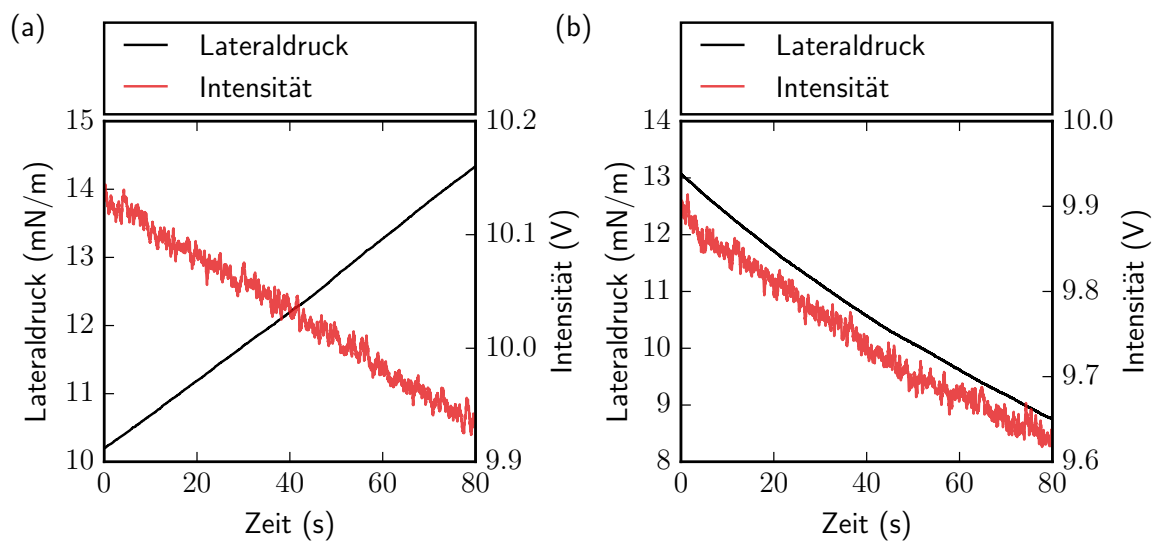 (a)
Lateraldruck
Intensität
15
14
13
12
11
10
Lateraldruck (mN/m)
10.2
10.1
10.0
9.9
Intensität (V)
0 20 40 60 80
Zeit (s)
(b)
Lateraldruck
Intensität
14
13
12
11
10
9
8
Lateraldruck (mN/m)
10.0
9.9
9.8
9.7
9.6
Intensität (V)
0 20 40 60 80
Zeit (s)